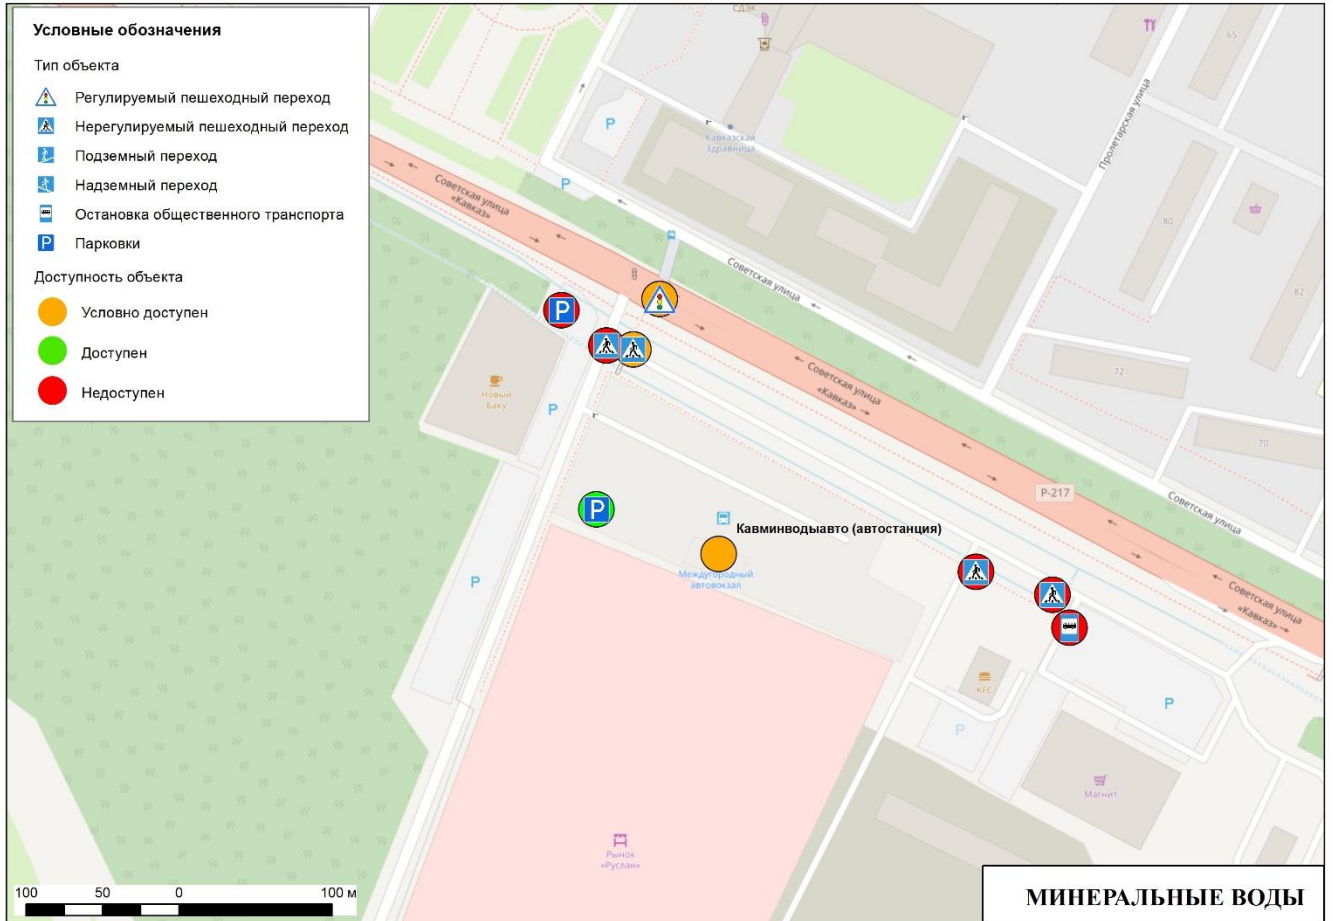 Условные обозначения
Тип объекта
Регулируемый пешеходный переход
Нерегулируемый пешеходный переход
Подземный переход
Надземный переход
Остановка общественного транспорта
P Парковки
Доступность объекта
Условно доступен
Доступен
Недоступен
СДЭК
65
Пролетарская улица
P
Кавказская
Здравница
Советская улица
«Кавказ»
P
80
82
Советская улица
P
Новый
Баку
P
Советская улица
«Кавказ» →
72
70
P-217
Советская улица
P
Кавминводыавто (автостанция)
Междугородный
автовокзал
P
Советская улица
«Кавказ» →
KFC
P
P
Магнит
Рынок
«Руслан»
100 50 0 100 м
МИНЕРАЛЬНЫЕ ВОДЫ